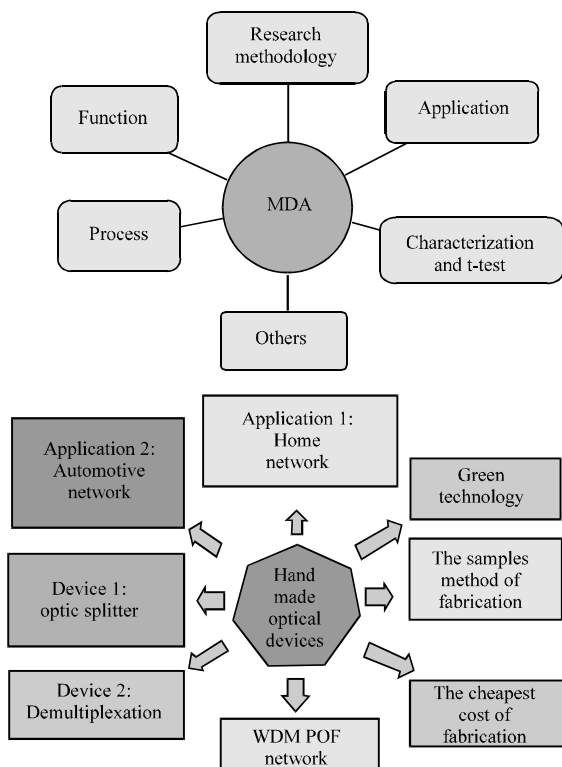 Research
methodology
Function
Application
MDA
Process
Characterization
and t-test
Others
Application 1:
Home
network
Application 2:
Automotive
network
Green
technology
Device 1:
optic splitter
Hand
made
optical
devices
The samples
method of
fabrication
Device 2:
Demultiplexation
WDM POF
network
The cheapest
cost of
fabrication